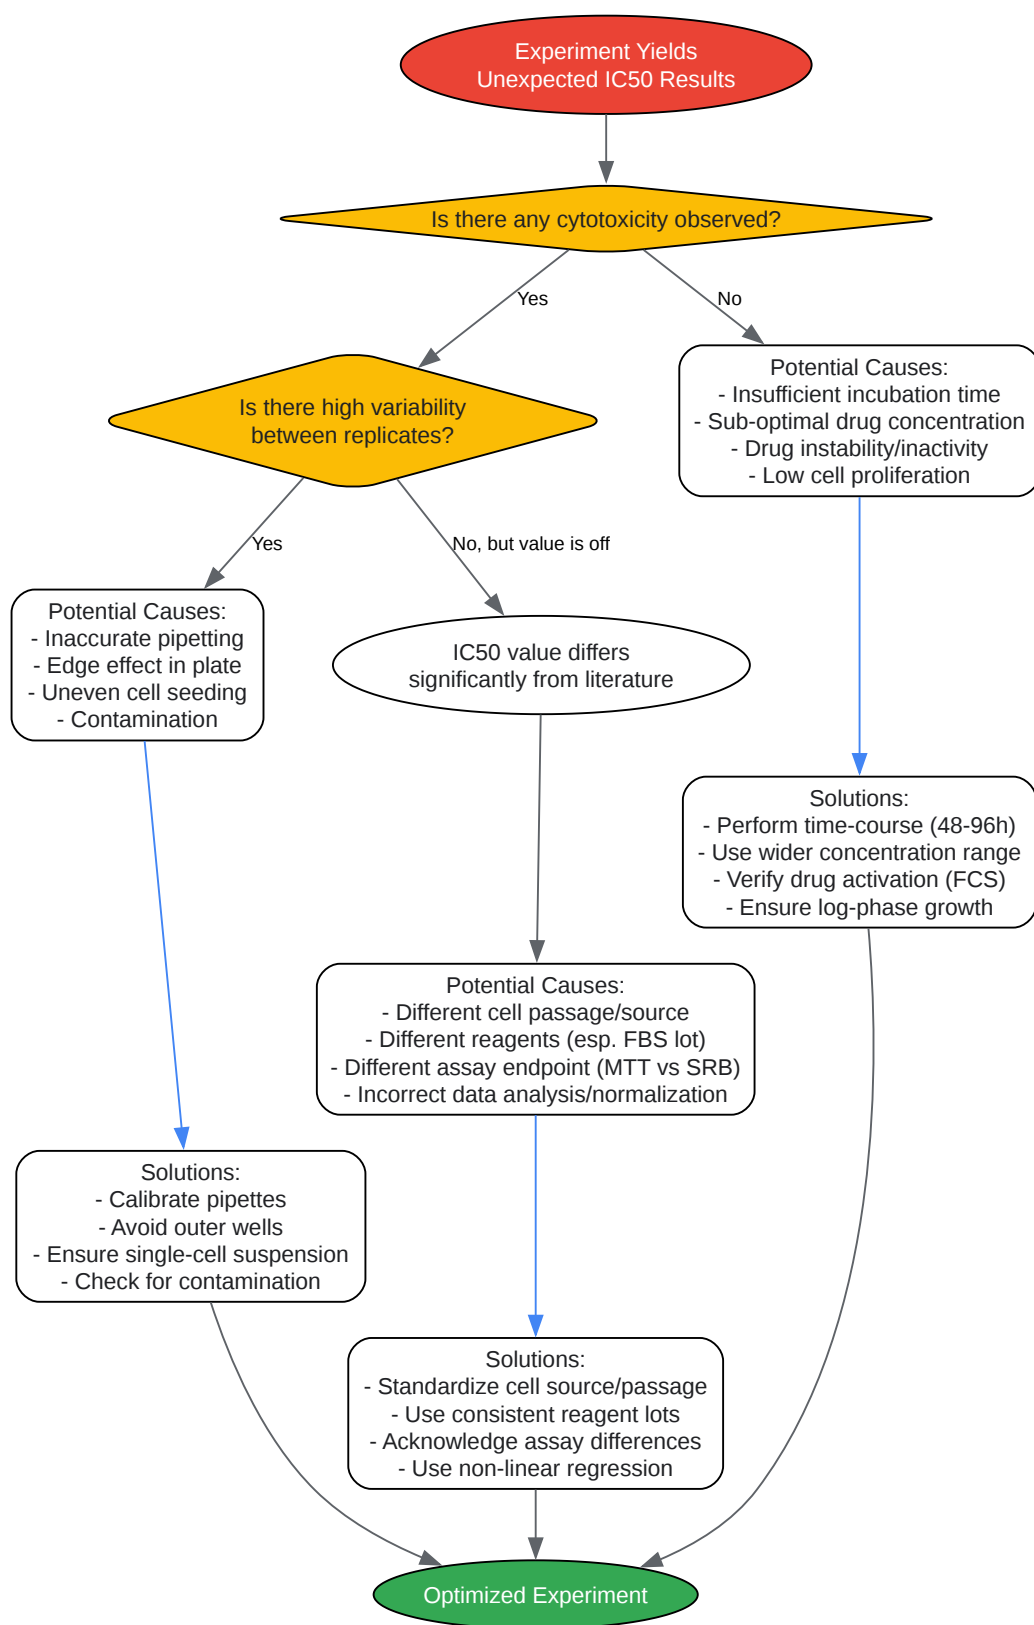 Experiment Yields
Unexpected IC50 Results
Is there any cytotoxicity observed?
Yes
No
Is there high variability
between replicates?
Potential Causes:
- Insufficient incubation time
- Sub-optimal drug concentration
- Drug instability/inactivity
- Low cell proliferation
Yes
No, but value is off
Potential Causes:
- Inaccurate pipetting
- Edge effect in plate
- Uneven cell seeding
- Contamination
IC50 value differs
significantly from literature
Solutions:
- Perform time-course (48-96h)
- Use wider concentration range
- Verify drug activation (FCS)
- Ensure log-phase growth
Potential Causes:
- Different cell passage/source
- Different reagents (esp. FBS lot)
- Different assay endpoint (MTT vs SRB)
- Incorrect data analysis/normalization
Solutions:
- Calibrate pipettes
- Avoid outer wells
- Ensure single-cell suspension
- Check for contamination
Solutions:
- Standardize cell source/passage
- Use consistent reagent lots
- Acknowledge assay differences
- Use non-linear regression
Optimized Experiment